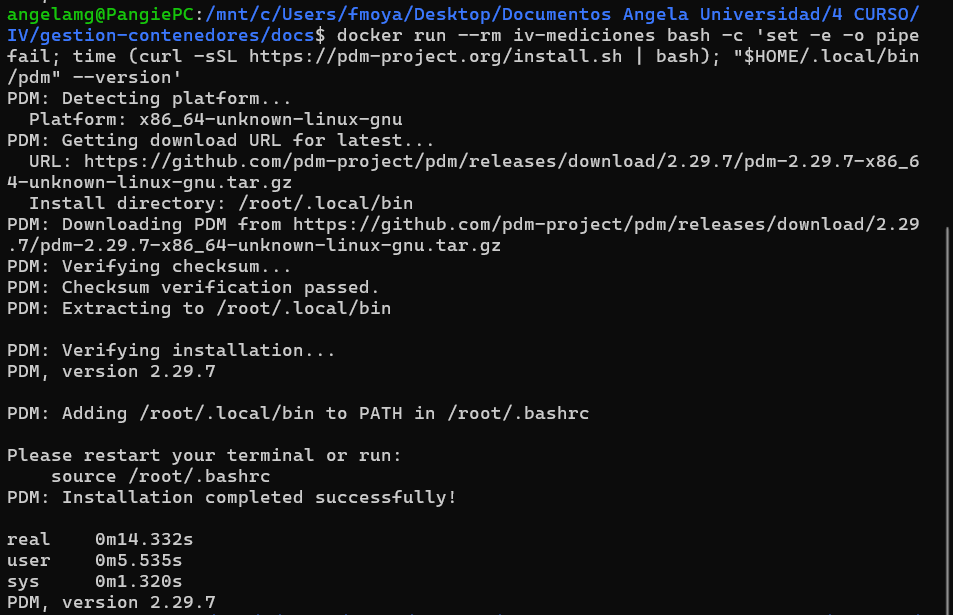 angelamg@PangiePC:/mnt/c/Users/fmoya/Desktop/Documentos Angela Universidad/4 CURSO/
IV/gestion-contenedores/docs$ docker run --rm iv-mediciones bash -c 'set -e -o pipe
fail; time (curl -sSL https://pdm-project.org/install.sh | bash); "$HOME/.local/bin
/pdm" --version'
PDM: Detecting platform...
  Platform: x86_64-unknown-linux-gnu
PDM: Getting download URL for latest...
  URL: https://github.com/pdm-project/pdm/releases/download/2.29.7/pdm-2.29.7-x86_6
4-unknown-linux-gnu.tar.gz
  Install directory: /root/.local/bin
PDM: Downloading PDM from https://github.com/pdm-project/pdm/releases/download/2.29
.7/pdm-2.29.7-x86_64-unknown-linux-gnu.tar.gz
PDM: Verifying checksum...
PDM: Checksum verification passed.
PDM: Extracting to /root/.local/bin

PDM: Verifying installation...
PDM, version 2.29.7

PDM: Adding /root/.local/bin to PATH in /root/.bashrc

Please restart your terminal or run:
    source /root/.bashrc
PDM: Installation completed successfully!

real    0m14.332s
user    0m5.535s
sys     0m1.320s
PDM, version 2.29.7